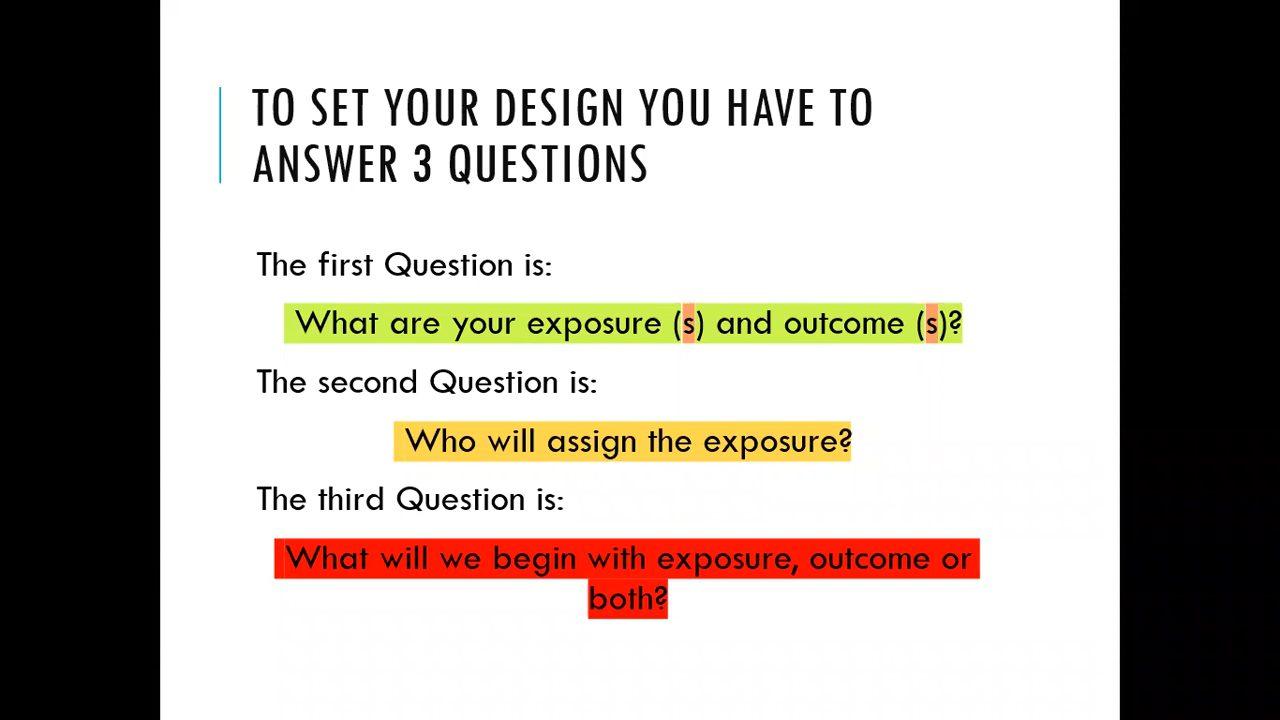 TO SET YOUR DESIGN YOU HAVE TO
ANSWER 3 QUESTIONS
The first Question is:
What are your exposure (s) and outcome (s)?
The second Question is:
Who will assign the exposure?
The third Question is:
What will we begin with exposure, outcome or
both?